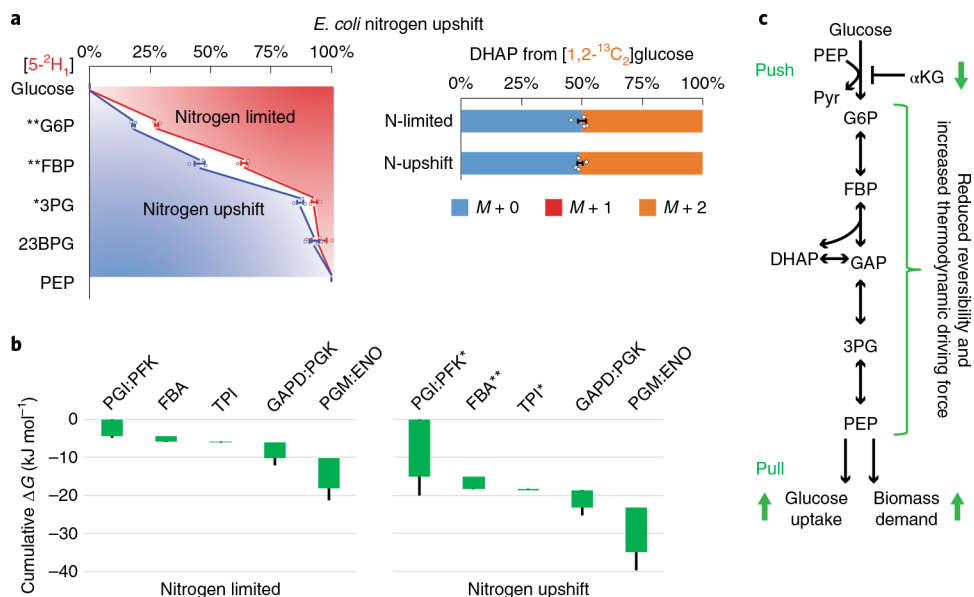 a
E. coli nitrogen upshift
0% 25% 50% 75% 100%
[5-²H₁]
Glucose
**G6P
**FBP
*3PG
23BPG
PEP
Nitrogen limited
Nitrogen upshift
DHAP from [1,2-¹³C₂]glucose
0% 25% 50% 75% 100%
N-limited
N-upshift
M + 0 M + 1 M + 2
b
Cumulative ΔG (kJ mol⁻¹)
0
−10
−20
−30
−40
PGI:PFK FBA TPI GAPD:PGK PGM:ENO
Nitrogen limited
PGI:PFK* FBA** TPI* GAPD:PGK PGM:ENO
Nitrogen upshift
c
Glucose
PEP
Push
αKG
Pyr
G6P
FBP
DHAP
GAP
3PG
PEP
Reduced reversibility and
increased thermodynamic driving force
Pull
Glucose
uptake
Biomass
demand